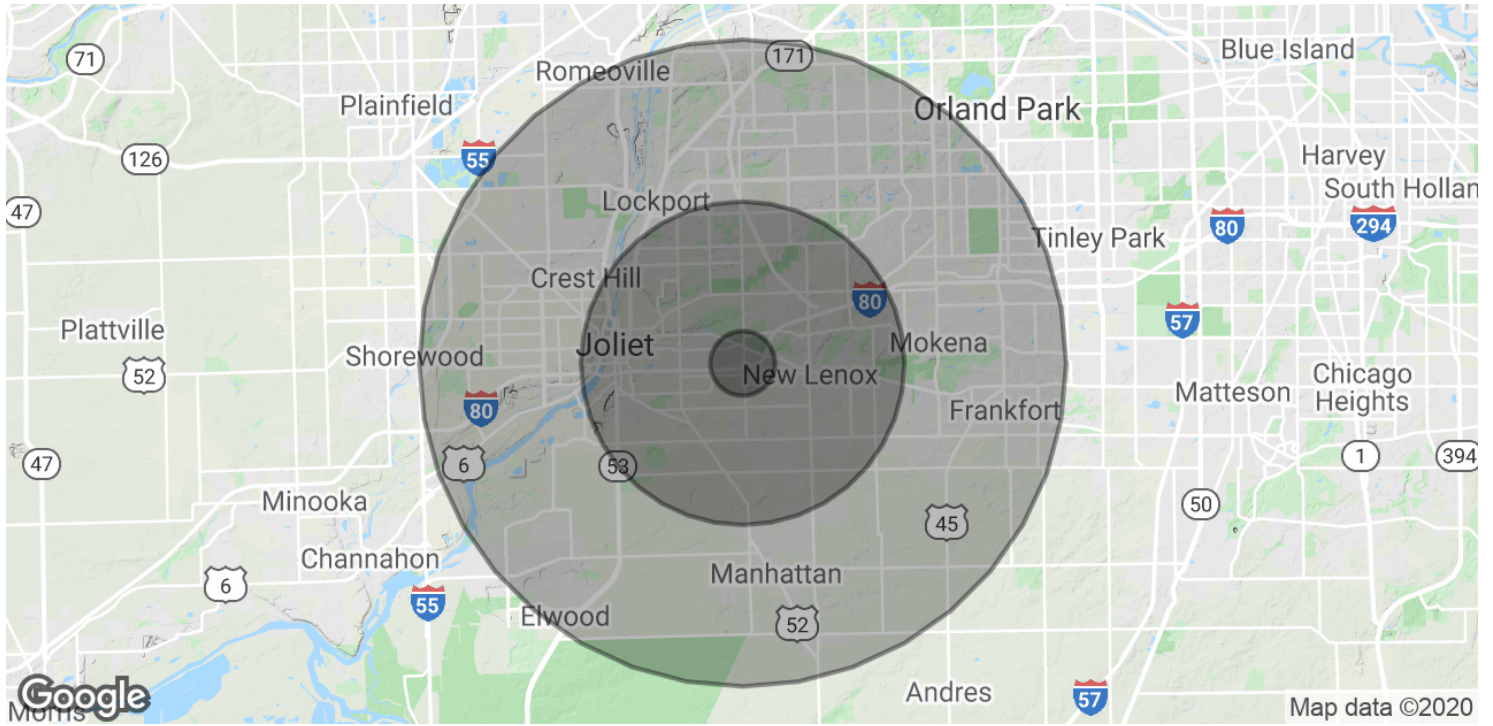 71
171
Blue Island
Romeoville
Plainfield
Orland Park
126
55
Harvey
South Hollan
47
Lockport
80
294
Tinley Park
Crest Hill
80
57
Plattville
Joliet
Mokena
Shorewood
52
New Lenox
Chicago
Heights
Matteson
80
Frankfort
47
6
53
1
394
Minooka
50
45
Channahon
Manhattan
6
55
Elwood
52
Andres
57
Google
Morris
Map data ©2020